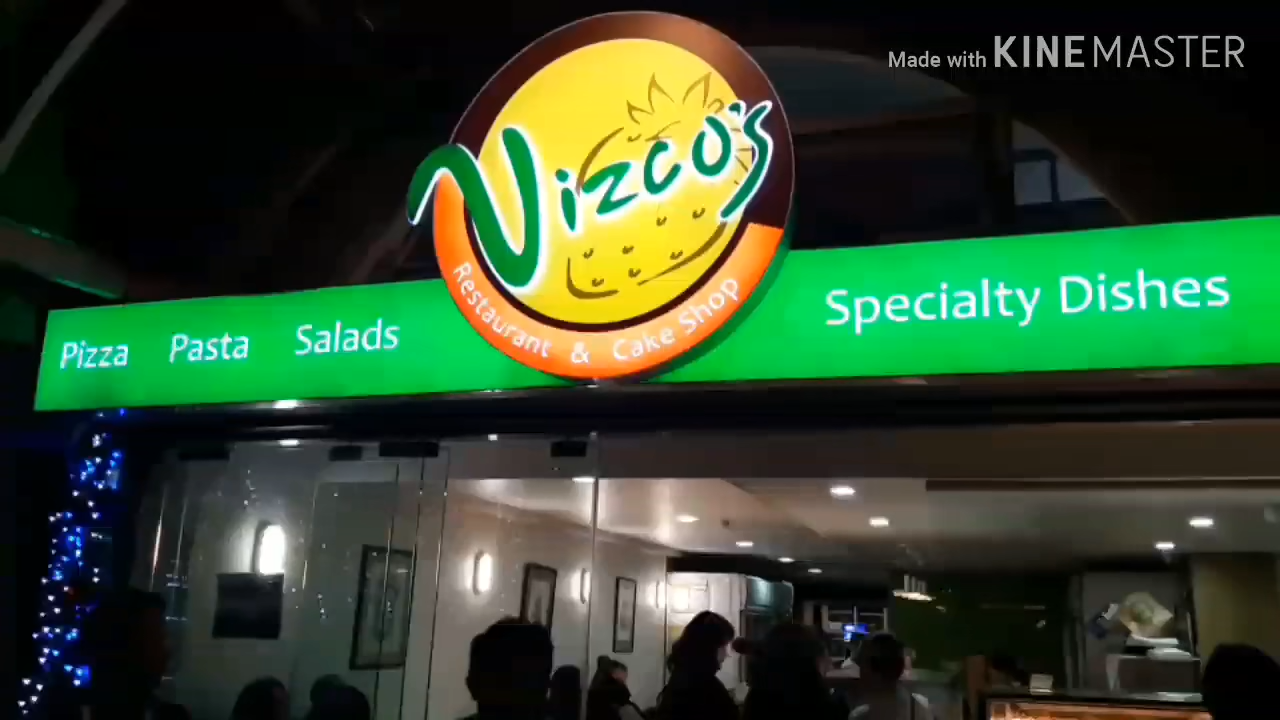 Made with KINEMASTER
Vizco's
Restaurant & Cake Shop
Pizza Pasta Salads
Specialty Dishes